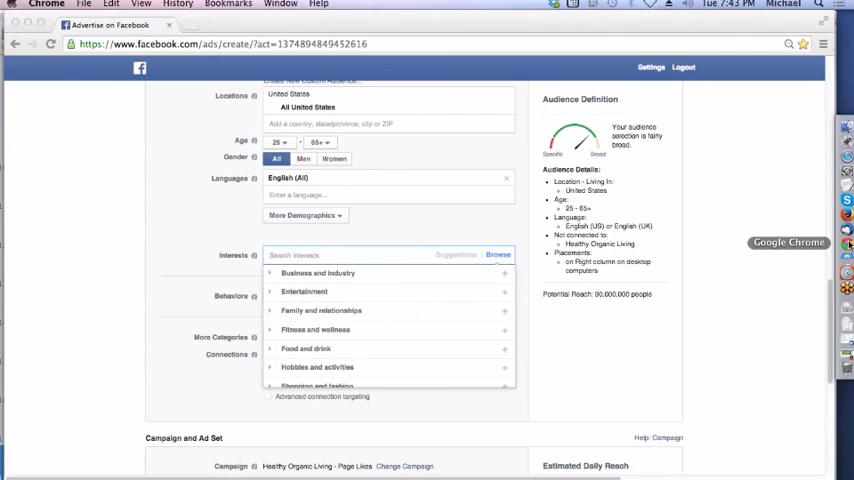 Chrome File Edit View History Bookmarks Window Help Tue 7:43 PM Michael
Advertise on Facebook
https://www.facebook.com/ads/create/?act=1374894849452616
Settings Logout
Create New Custom Audience...
Locations
United States
All United States
Add a country, state/province, city or ZIP
Age 25 - 65+
Gender All Men Women
Languages English (All)
Enter a language...
More Demographics
Interests Search interests Suggestions Browse
Business and industry
Entertainment
Behaviors
Family and relationships
Fitness and wellness
More Categories
Food and drink
Connections
Hobbies and activities
Shopping and fashion
Advanced connection targeting
Audience Definition
Specific Broad
Your audience
selection is fairly
broad.
Audience Details:
Location - Living In:
United States
Age:
25 - 65+
Language:
English (US) or English (UK)
Not connected to:
Healthy Organic Living
Placements:
on Right column on desktop
computers
Potential Reach: 90,000,000 people
Google Chrome
Campaign and Ad Set Help: Campaign
Campaign Healthy Organic Living - Page Likes Change Campaign
Estimated Daily Reach